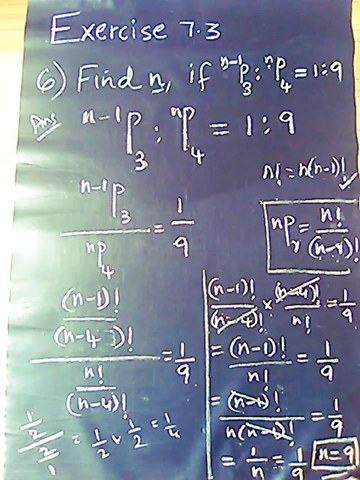 Exercise 7.3
6) Find n, if ⁿ⁻¹P₃ : ⁿP₄ = 1:9
Ans ⁿ⁻¹P₃ : ⁿP₄ = 1:9
n! = n(n-1)! ✓
ⁿ⁻¹P₃ / ⁿP₄ = 1/9
nPᵣ = n!/(n-r)!
((n-1)!/(n-4)!) / (n!/(n-4)!) = 1/9
(1/2) / (2/1) = 1/2 × 1/2 = 1/4
(n-1)!/(n-4)! × (n-4)!/n! = 1/9
= (n-1)!/n! = 1/9
= (n-1)!/n(n-1)! = 1/9
= 1/n = 1/9 n=9